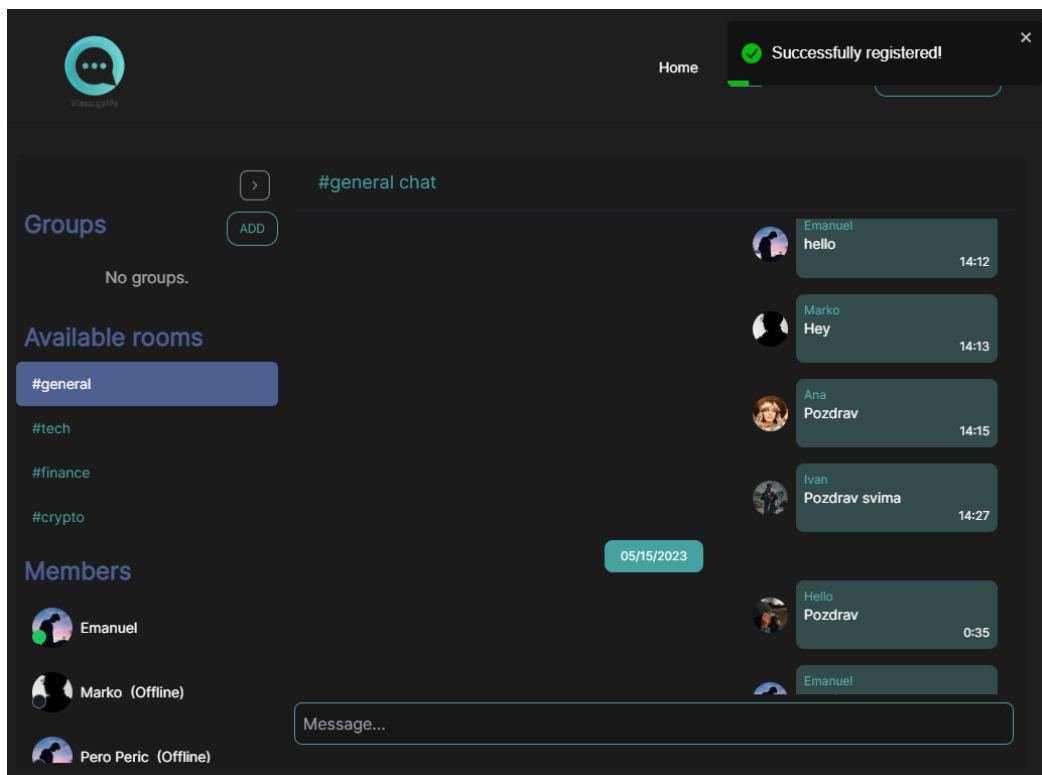 Successfully registered!
Home
MessageMe
#general chat
Groups
ADD
No groups.
Available rooms
#general
#tech
#finance
#crypto
Members
Emanuel
Marko (Offline)
Pero Peric (Offline)
Emanuel
hello
14:12
Marko
Hey
14:13
Ana
Pozdrav
14:15
Ivan
Pozdrav svima
14:27
05/15/2023
Hello
Pozdrav
0:35
Emanuel
Message...